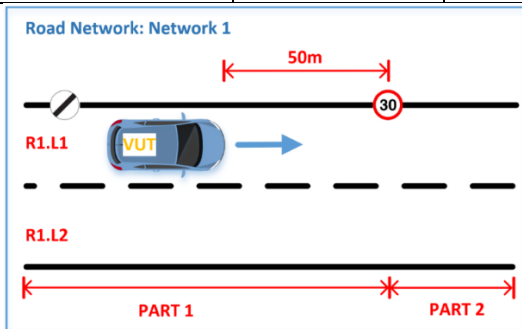 Road Network: Network 1
50m
30
R1.L1
VUT
R1.L2
PART 1
PART 2